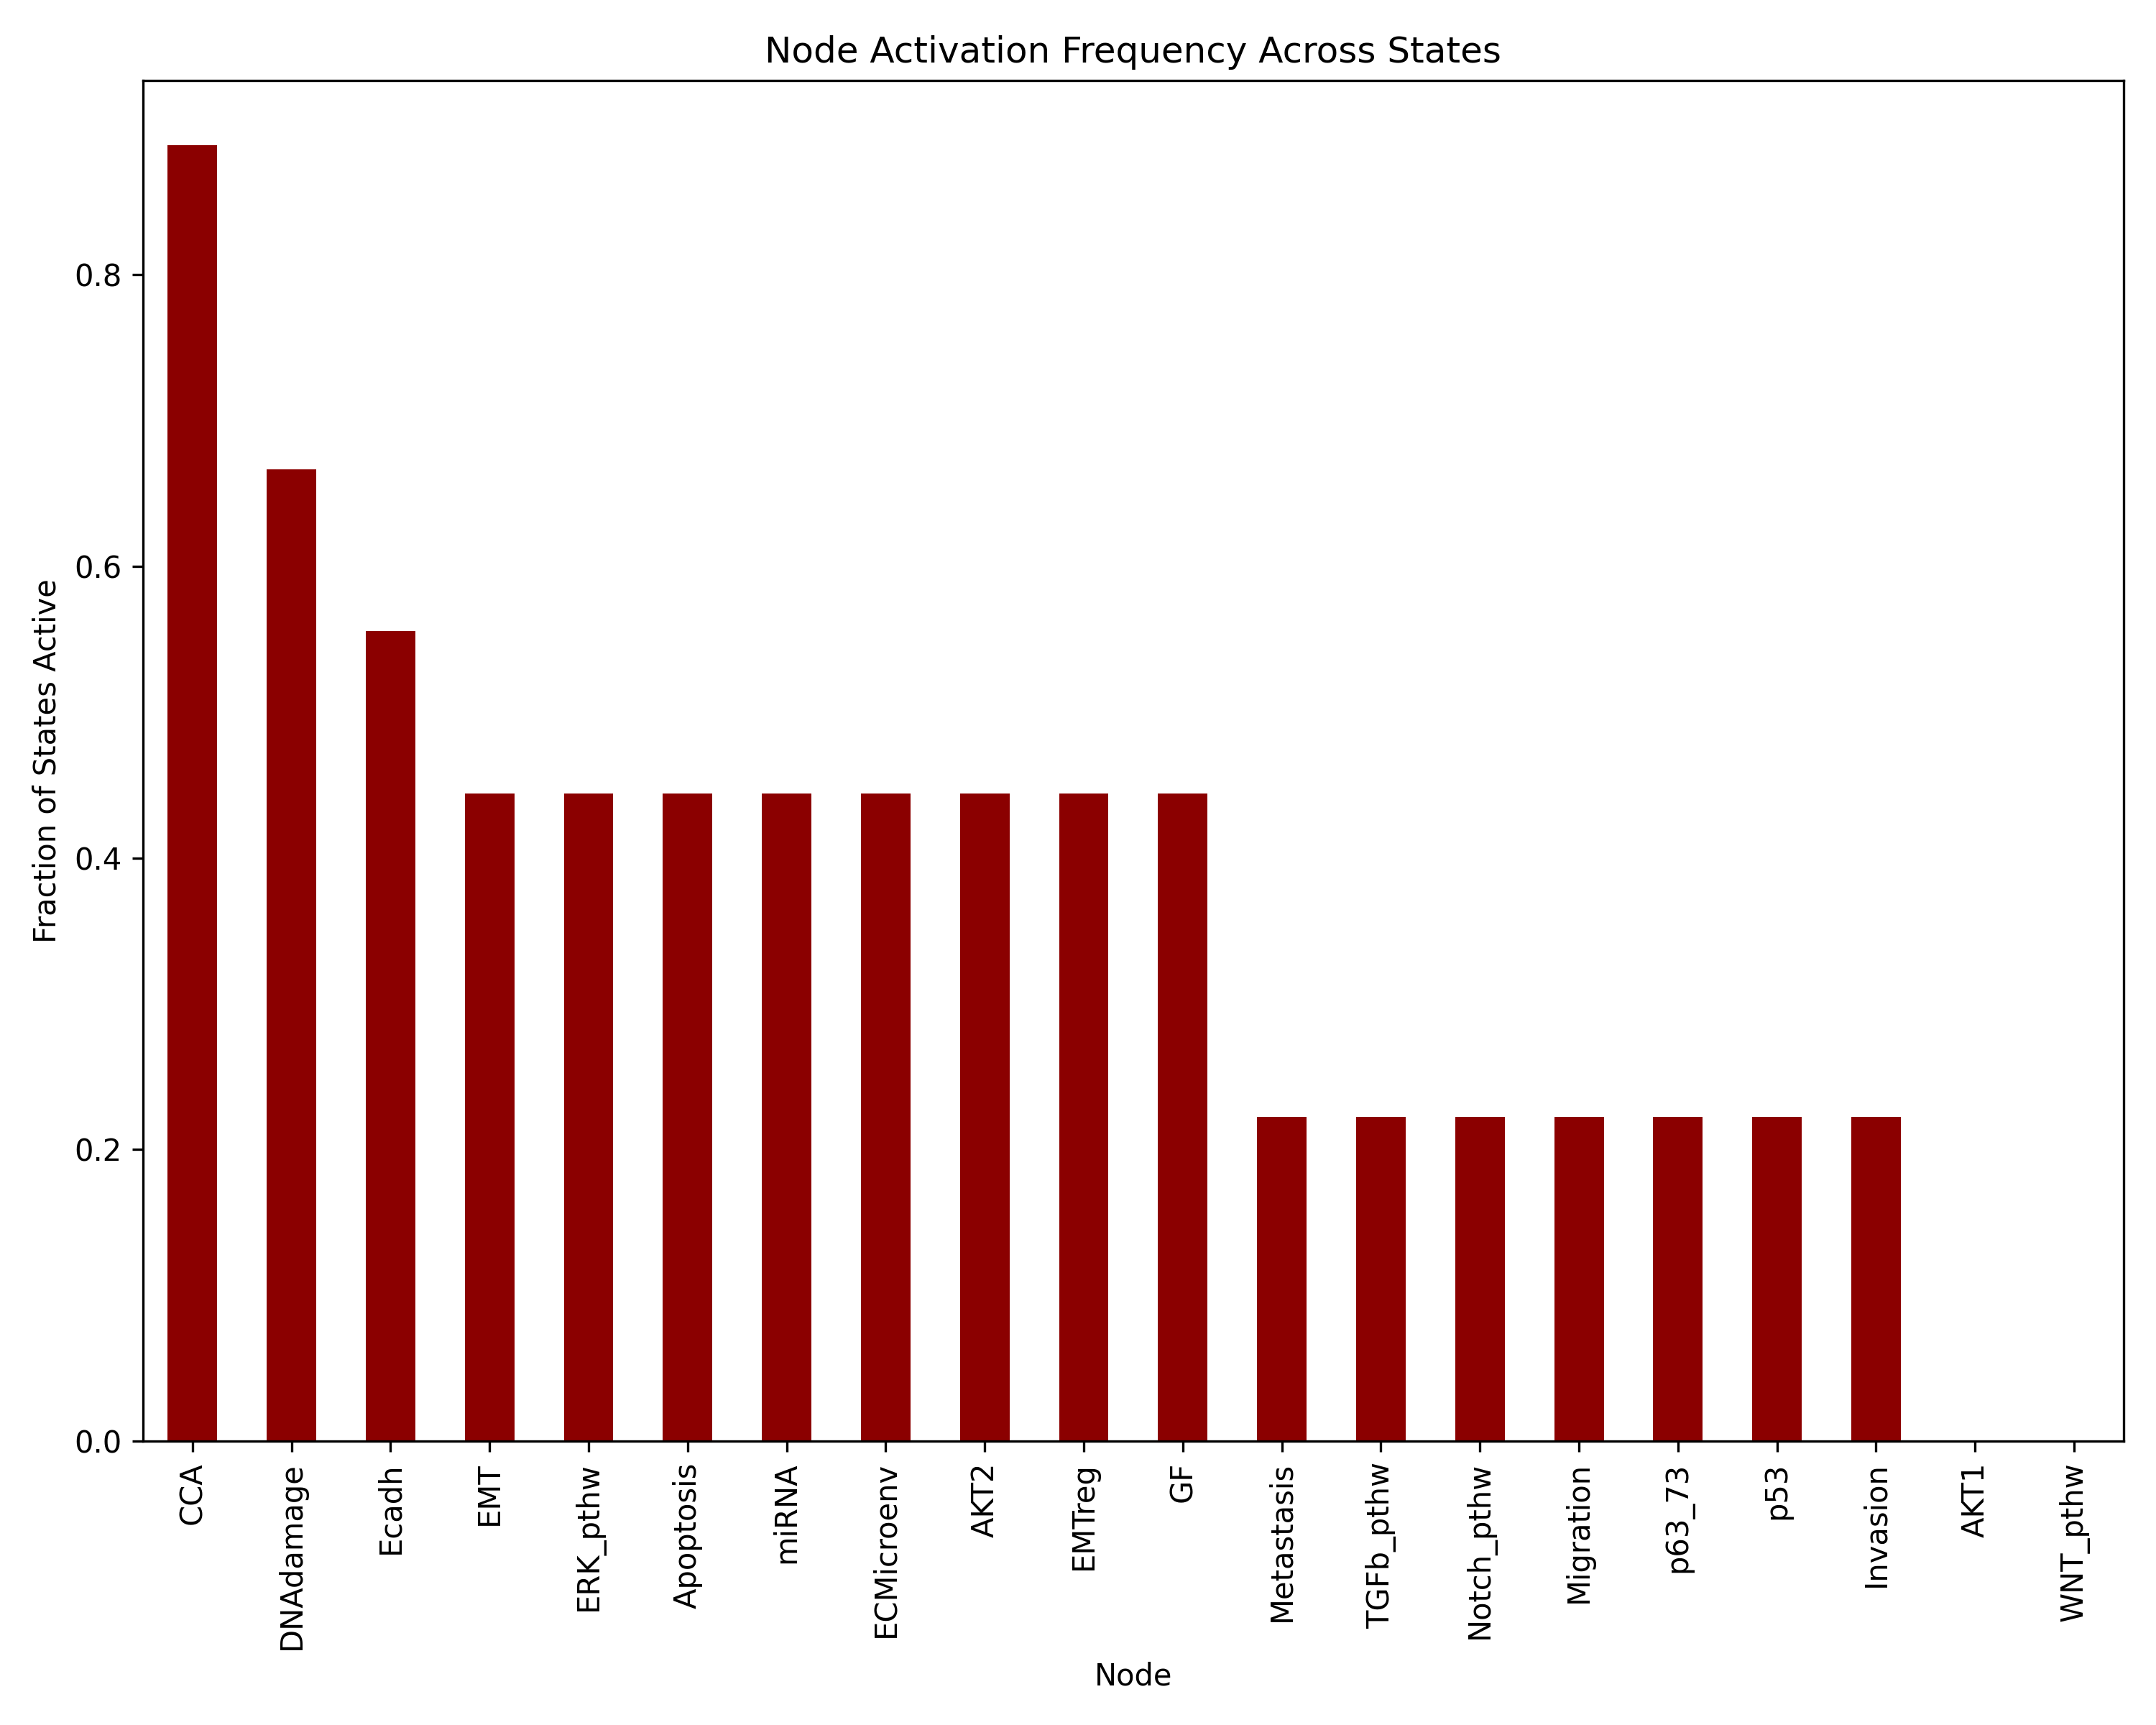 Node Activation Frequency Across States
Fraction of States Active
0.8
0.6
0.4
0.2
0.0
CCA
DNAdamage
Ecadh
EMT
ERK_pthw
Apoptosis
miRNA
ECMicroenv
AKT2
EMTreg
GF
Metastasis
TGFb_pthw
Notch_pthw
Migration
p63_73
p53
Invasion
AKT1
WNT_pthw
Node